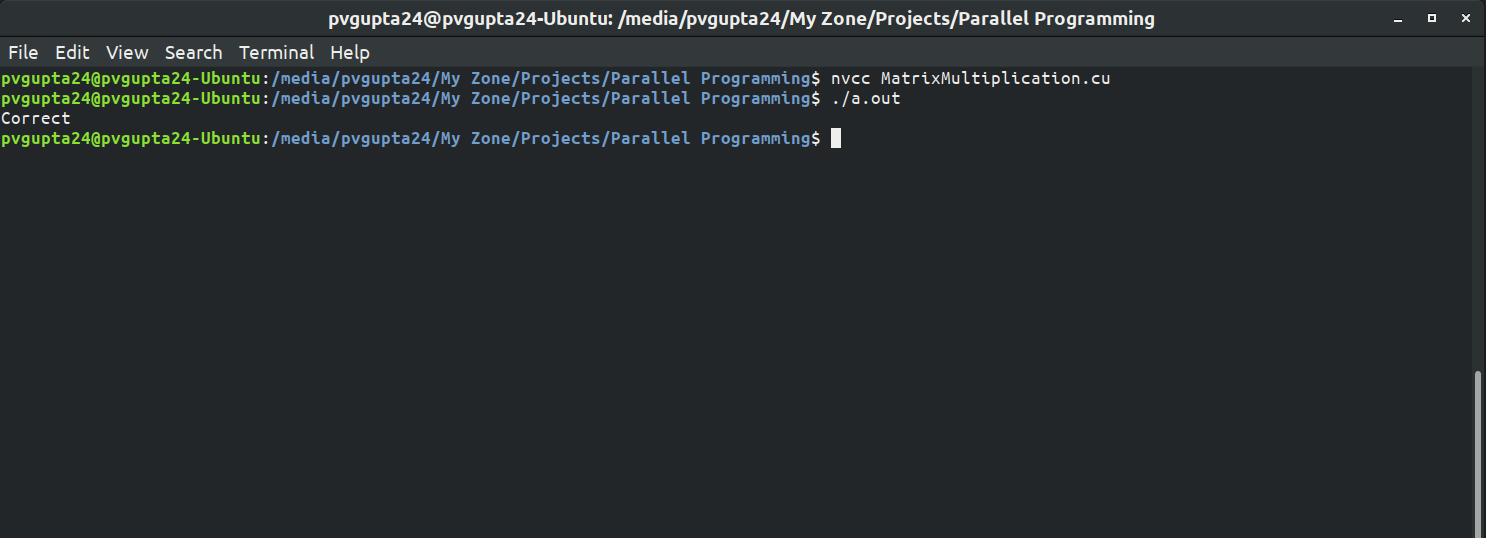 pvgupta24@pvgupta24-Ubuntu: /media/pvgupta24/My Zone/Projects/Parallel Programming
File Edit View Search Terminal Help
pvgupta24@pvgupta24-Ubuntu:/media/pvgupta24/My Zone/Projects/Parallel Programming$ nvcc MatrixMultiplication.cu
pvgupta24@pvgupta24-Ubuntu:/media/pvgupta24/My Zone/Projects/Parallel Programming$ ./a.out
Correct
pvgupta24@pvgupta24-Ubuntu:/media/pvgupta24/My Zone/Projects/Parallel Programming$